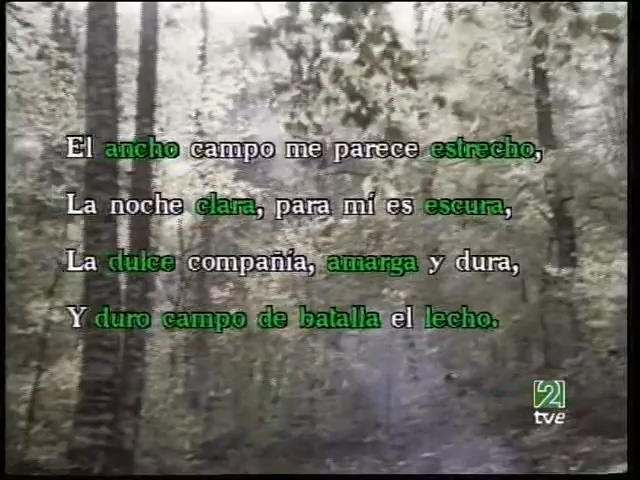 El ancho campo me parece estrecho,
La noche clara, para mí es escura,
La dulce compañía, amarga y dura,
Y duro campo de batalla el lecho.
2
tve